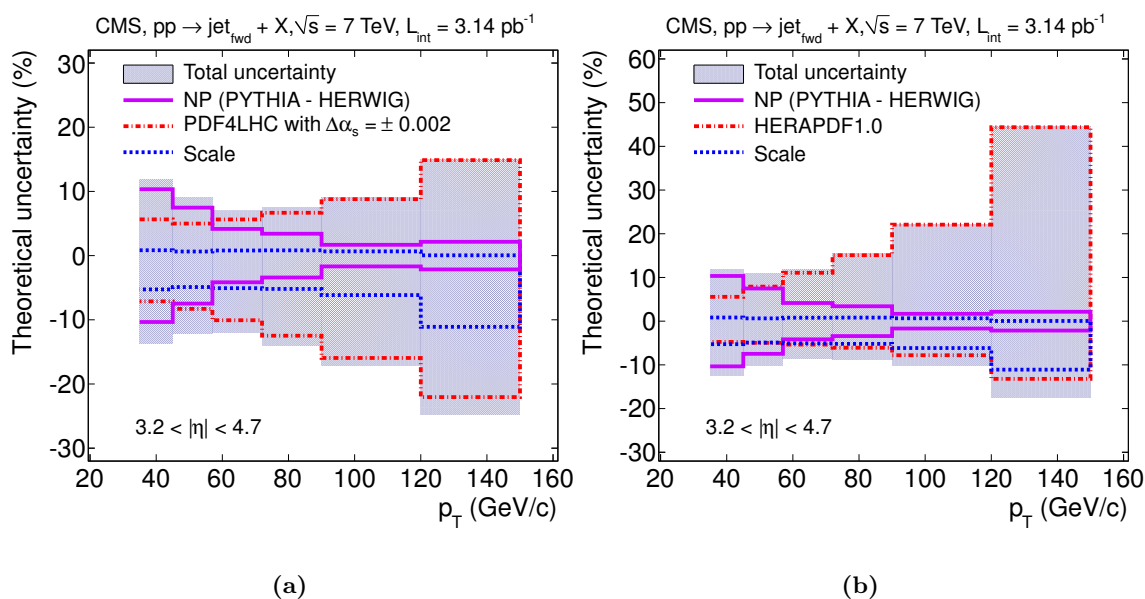 CMS, pp → jet_fwd + X,√s = 7 TeV, L_int = 3.14 pb⁻¹
Theoretical uncertainty (%)
30
20
10
0
-10
-20
-30
Total uncertainty
NP (PYTHIA - HERWIG)
PDF4LHC with Δα_s = ± 0.002
Scale
3.2 < |η| < 4.7
20 40 60 80 100 120 140 160
p_T (GeV/c)
(a)
CMS, pp → jet_fwd + X,√s = 7 TeV, L_int = 3.14 pb⁻¹
Theoretical uncertainty (%)
60
50
40
30
20
10
0
-10
-20
-30
Total uncertainty
NP (PYTHIA - HERWIG)
HERAPDF1.0
Scale
3.2 < |η| < 4.7
20 40 60 80 100 120 140 160
p_T (GeV/c)
(b)